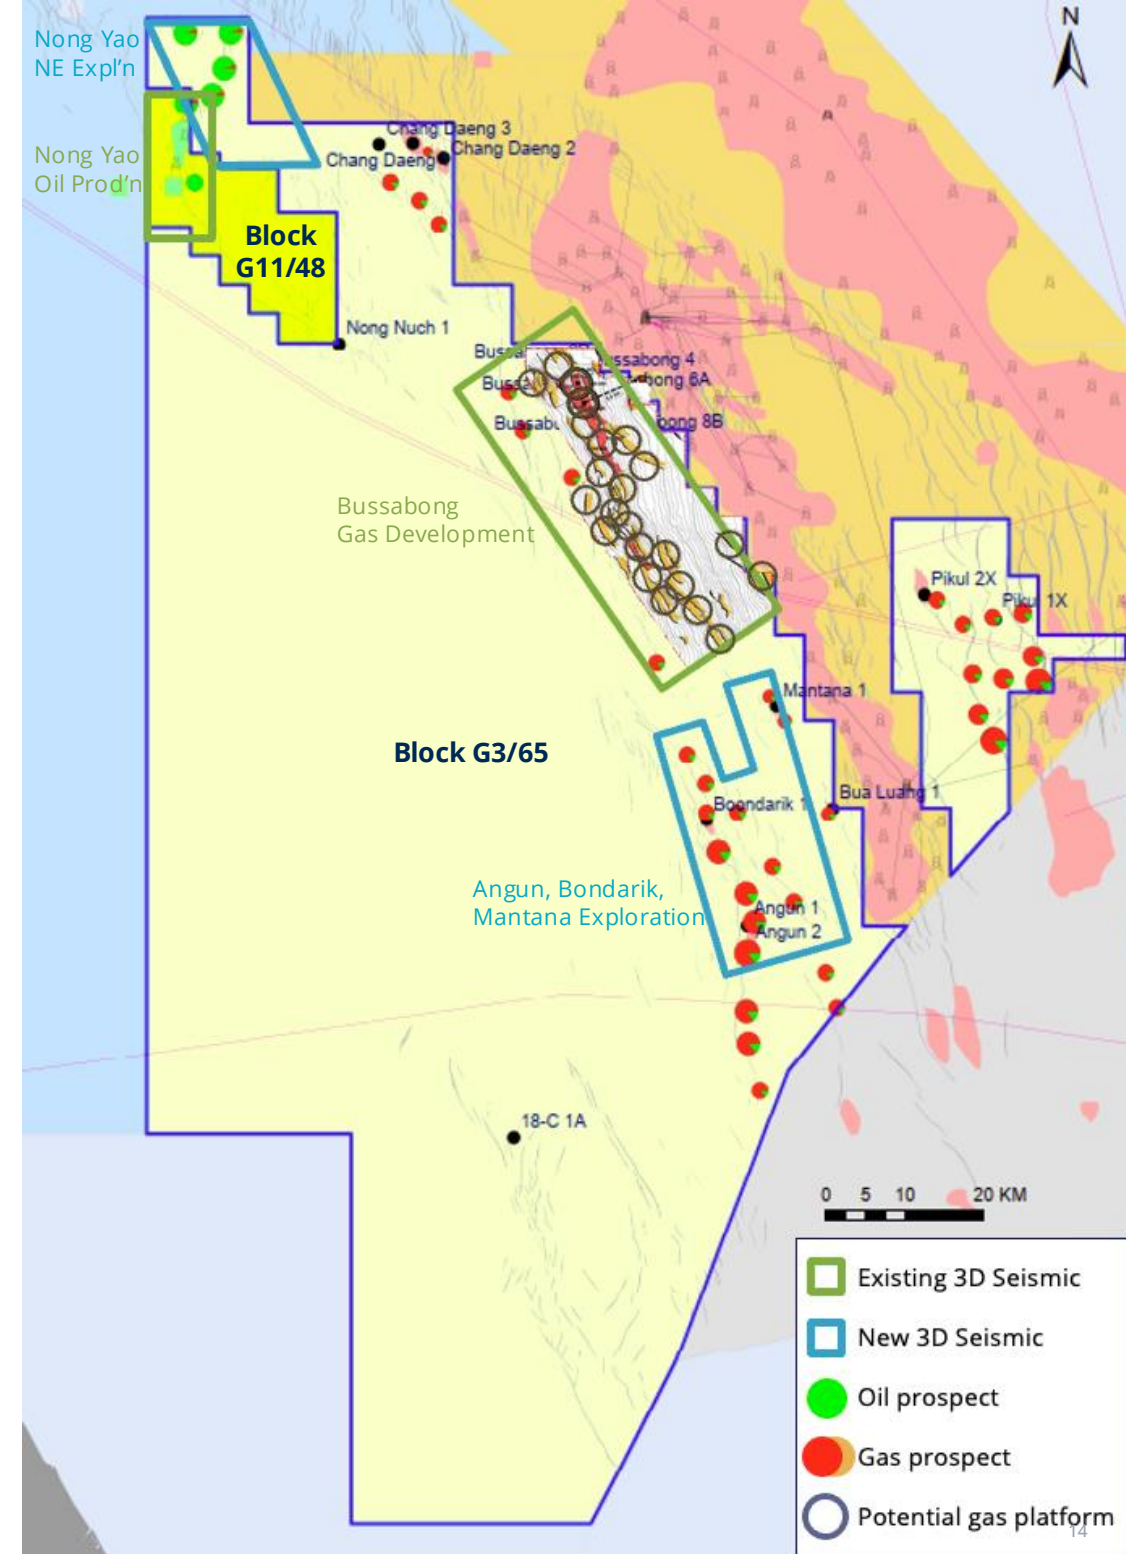 N
Nong Yao
NE Expl'n
Chang Daeng 3
Chang Daeng 2
Chang Daeng
Nong Yao
Oil Prod'n
Block
G11/48
Nong Nuch 1
Bussabong
Gas Development
Pikul 2X
Pikul 1X
Mantana 1
Block G3/65
Bua Luang 1
Boondarik 1
Angun, Bondarik,
Mantana Exploration
Angun 1
Angun 2
18-C 1A
0 5 10 20 KM
Existing 3D Seismic
New 3D Seismic
Oil prospect
Gas prospect
Potential gas platform
14